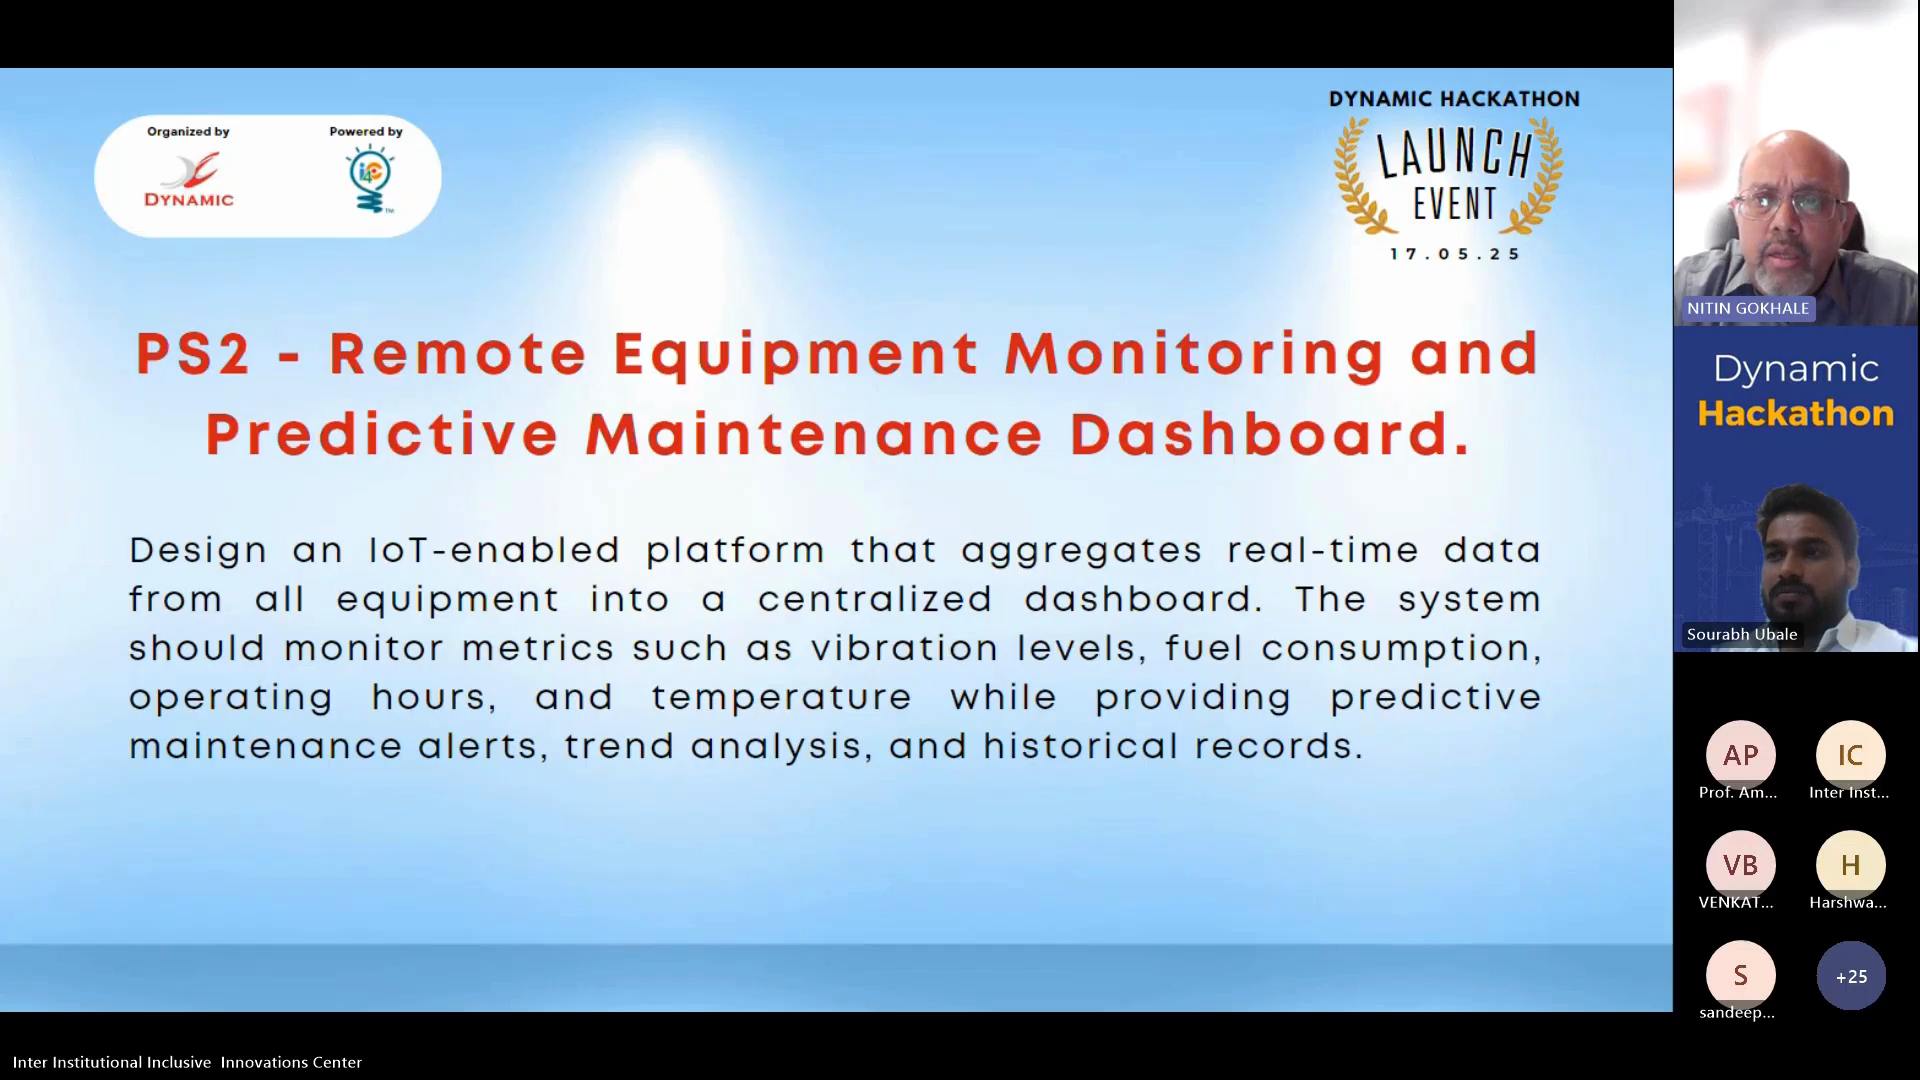 Organized by
DYNAMIC
Powered by
i4c
TM
DYNAMIC HACKATHON
LAUNCH
EVENT
17.05.25
PS2 - Remote Equipment Monitoring and
Predictive Maintenance Dashboard.
Design an IoT-enabled platform that aggregates real-time data
from all equipment into a centralized dashboard. The system
should monitor metrics such as vibration levels, fuel consumption,
operating hours, and temperature while providing predictive
maintenance alerts, trend analysis, and historical records.
NITIN GOKHALE
Dynamic
Hackathon
Sourabh Ubale
AP
Prof. Am...
IC
Inter Inst...
VB
VENKAT...
H
Harshwa...
S
sandeep...
+25
Inter Institutional Inclusive Innovations Center